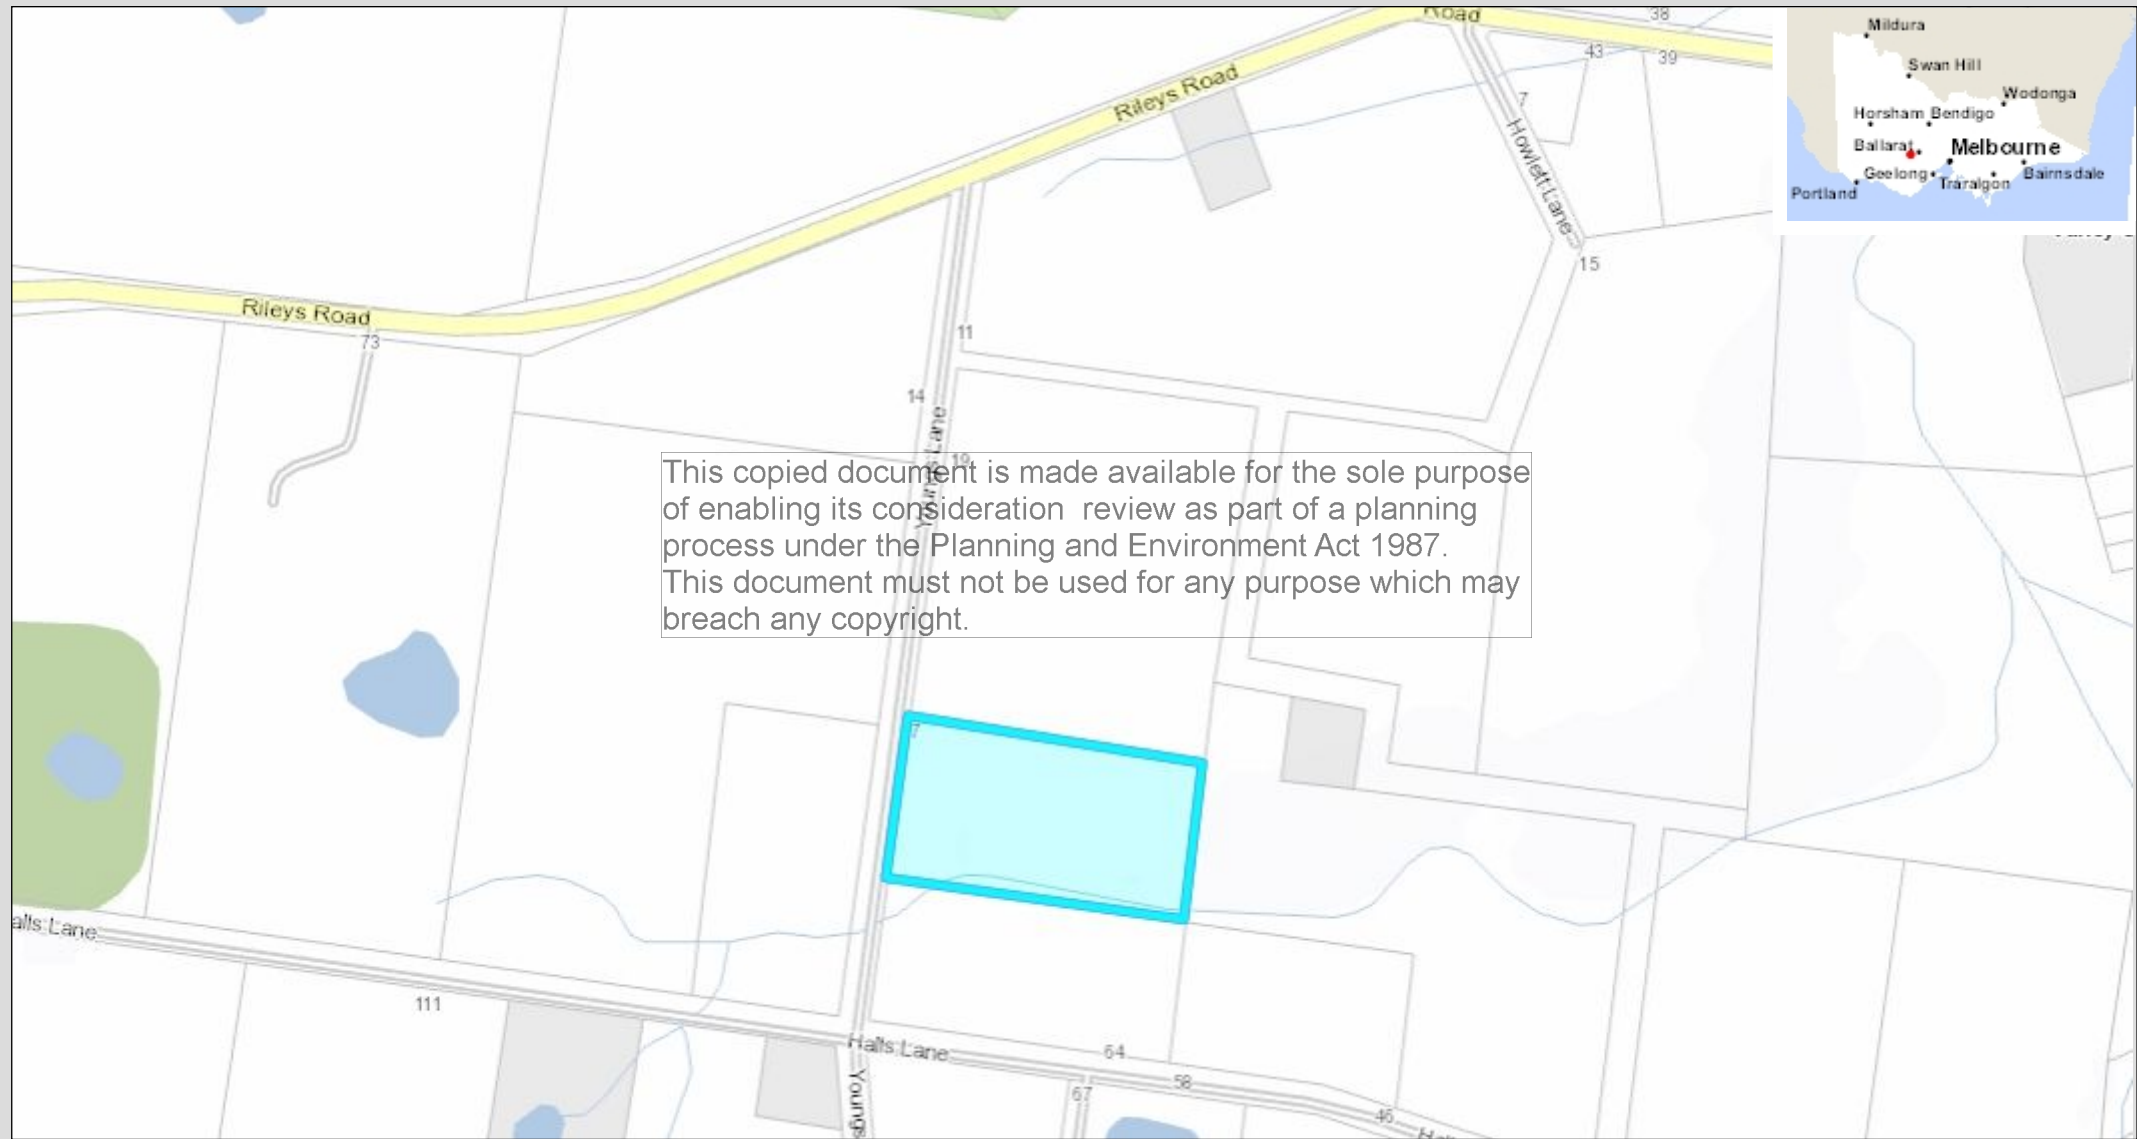 Road
38
43
39
Mildura
Swan Hill
Wodonga
Horsham
Bendigo
Ballarat
Melbourne
Geelong
Traralgon
Bairnsdale
Portland
Rileys Road
7
Howlett Lane
15
Rileys Road
73
11
14
Youngs Lane
19
This copied document is made available for the sole purpose
of enabling its consideration  review as part of a planning
process under the Planning and Environment Act 1987.
This document must not be used for any purpose which may
breach any copyright.
7
alls Lane
111
Halls Lane
64
58
67
46
Youngs